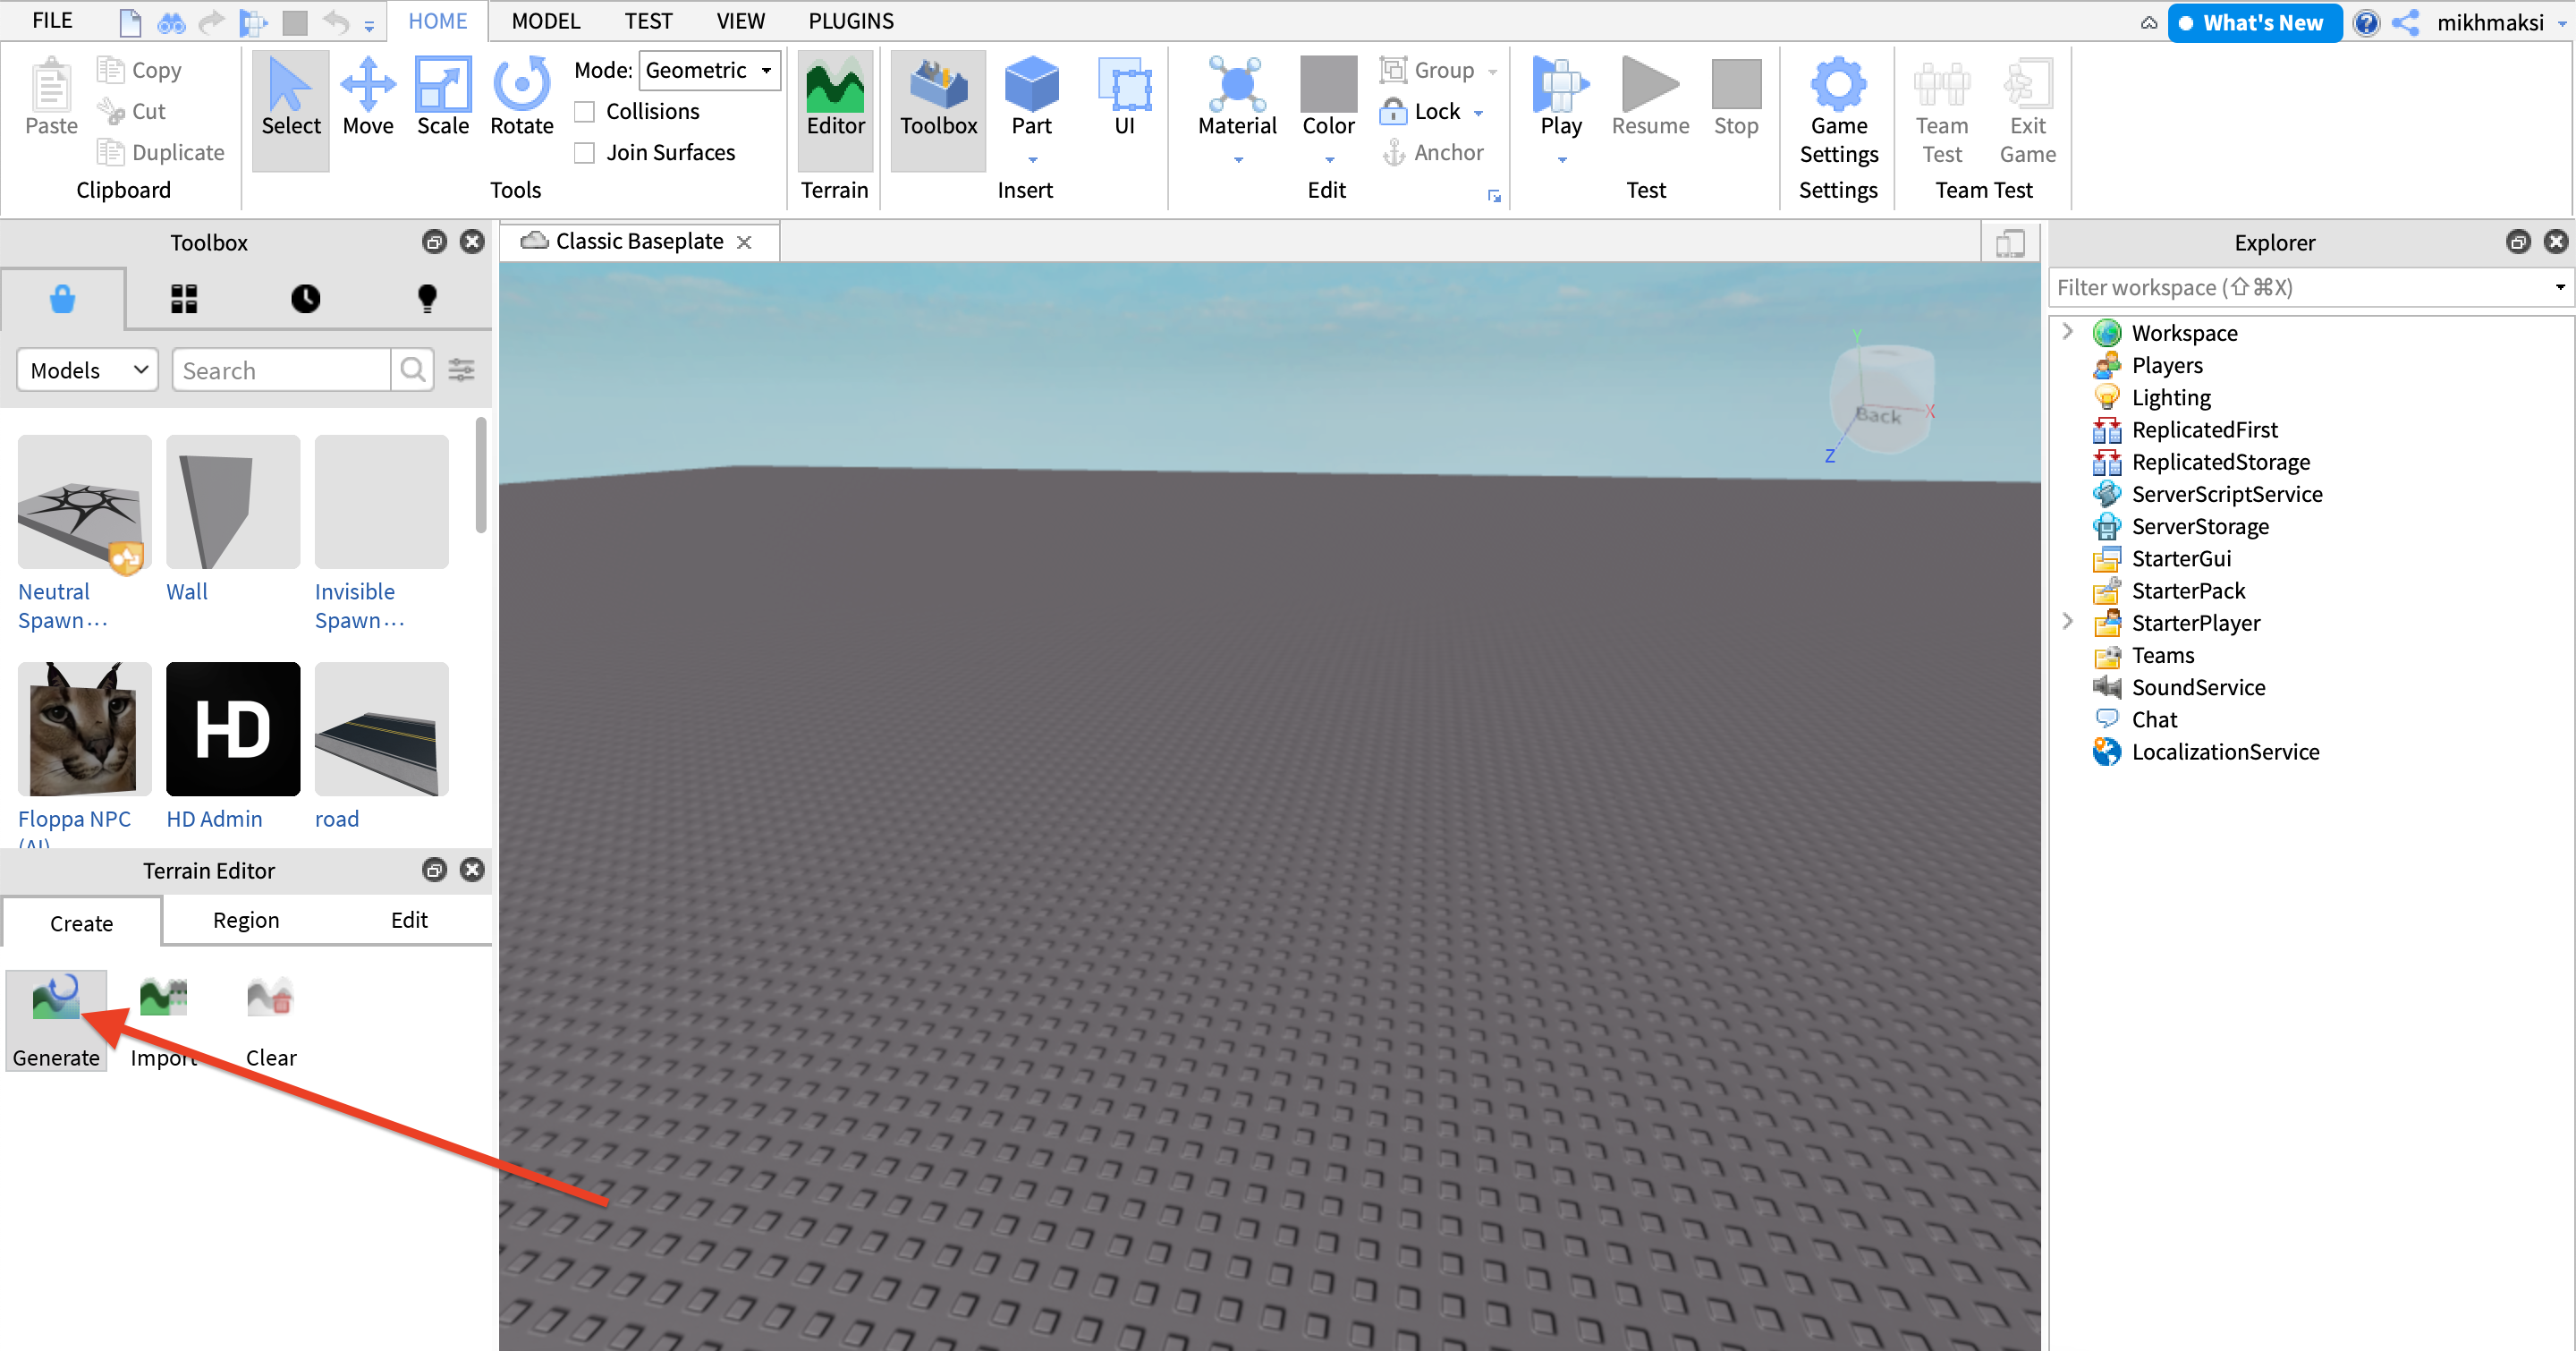 FILE
HOME
MODEL
TEST
VIEW
PLUGINS
What's New
mikhmaksi
Paste
Copy
Cut
Duplicate
Clipboard
Select
Move
Scale
Rotate
Mode: Geometric
Collisions
Join Surfaces
Tools
Editor
Terrain
Toolbox
Part
UI
Insert
Material
Color
Group
Lock
Anchor
Edit
Play
Resume
Stop
Test
Game
Settings
Settings
Team
Test
Exit
Game
Team Test
Toolbox
Models
Search
Neutral
Spawn...
Wall
Invisible
Spawn...
HD
Floppa NPC
(AI)
HD Admin
road
Terrain Editor
Create
Region
Edit
Generate
Import
Clear
Classic Baseplate
Y
Back
X
Z
Explorer
Filter workspace (⇧⌘X)
Workspace
Players
Lighting
ReplicatedFirst
ReplicatedStorage
ServerScriptService
ServerStorage
StarterGui
StarterPack
StarterPlayer
Teams
SoundService
Chat
LocalizationService